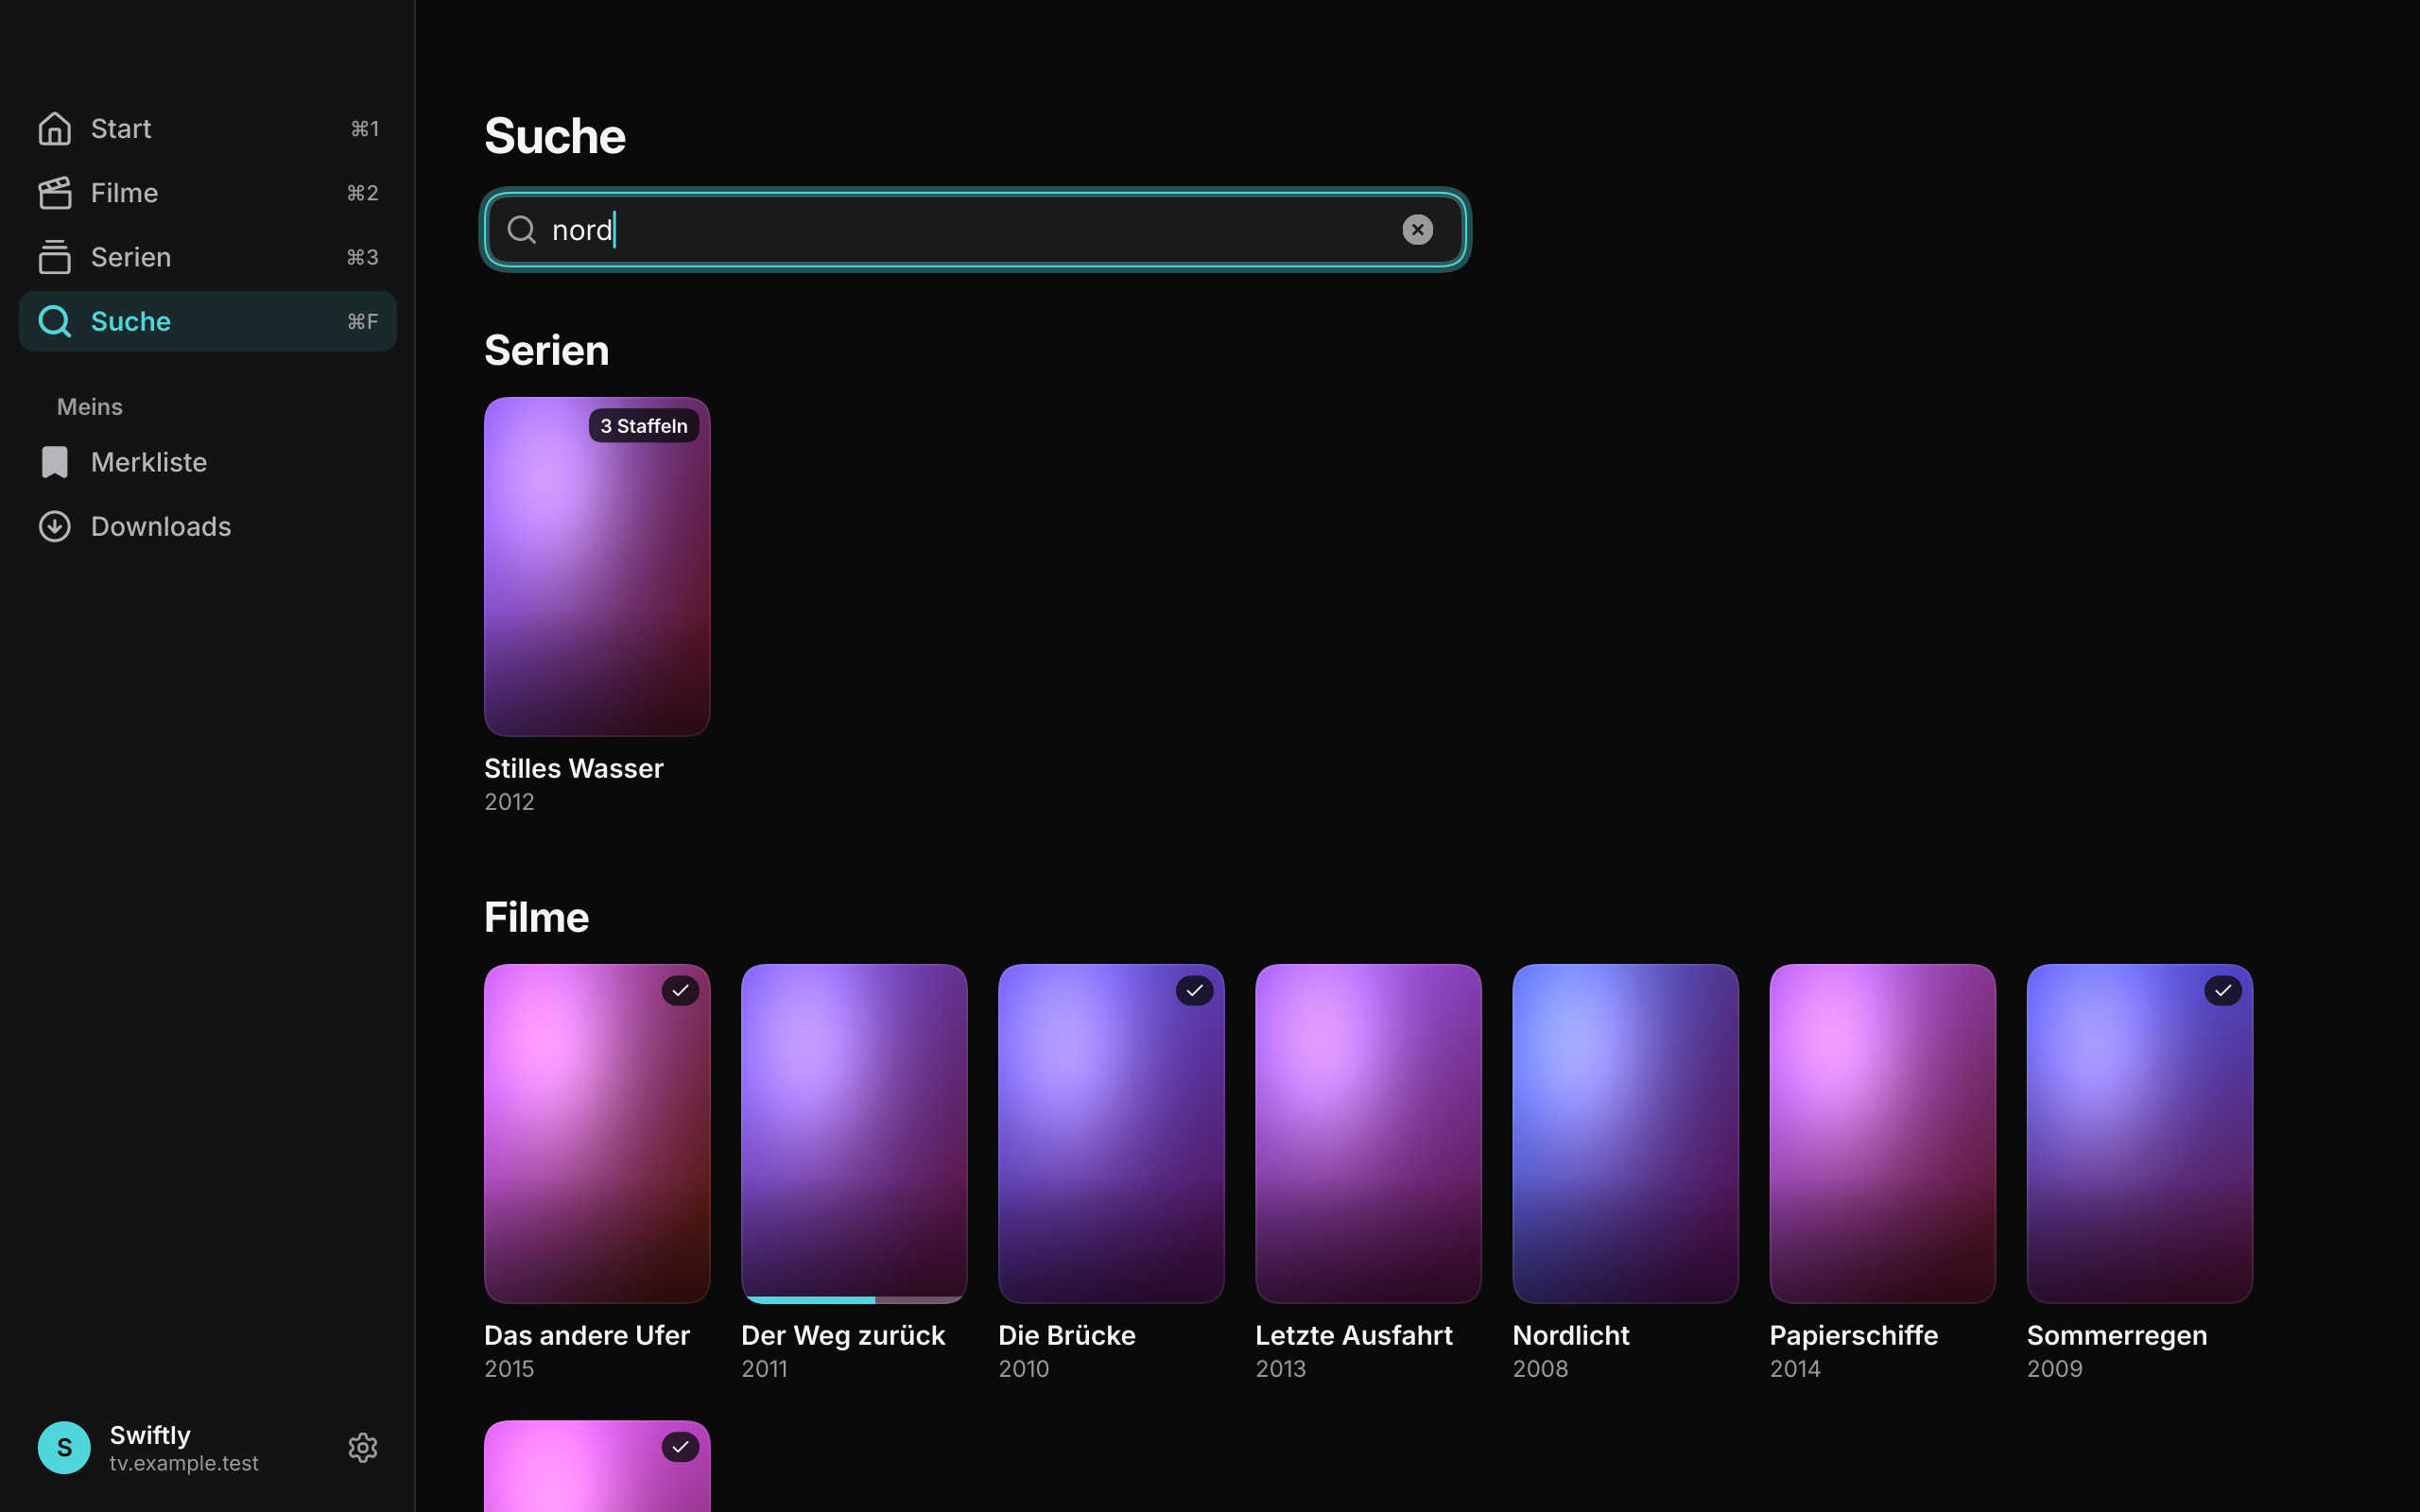 Start ⌘1
Filme ⌘2
Serien ⌘3
Suche ⌘F
Meins
Merkliste
Downloads
Swiftly
tv.example.test
Suche
nord
Serien
3 Staffeln
Stilles Wasser
2012
Filme
Das andere Ufer
2015
Der Weg zurück
2011
Die Brücke
2010
Letzte Ausfahrt
2013
Nordlicht
2008
Papierschiffe
2014
Sommerregen
2009
S